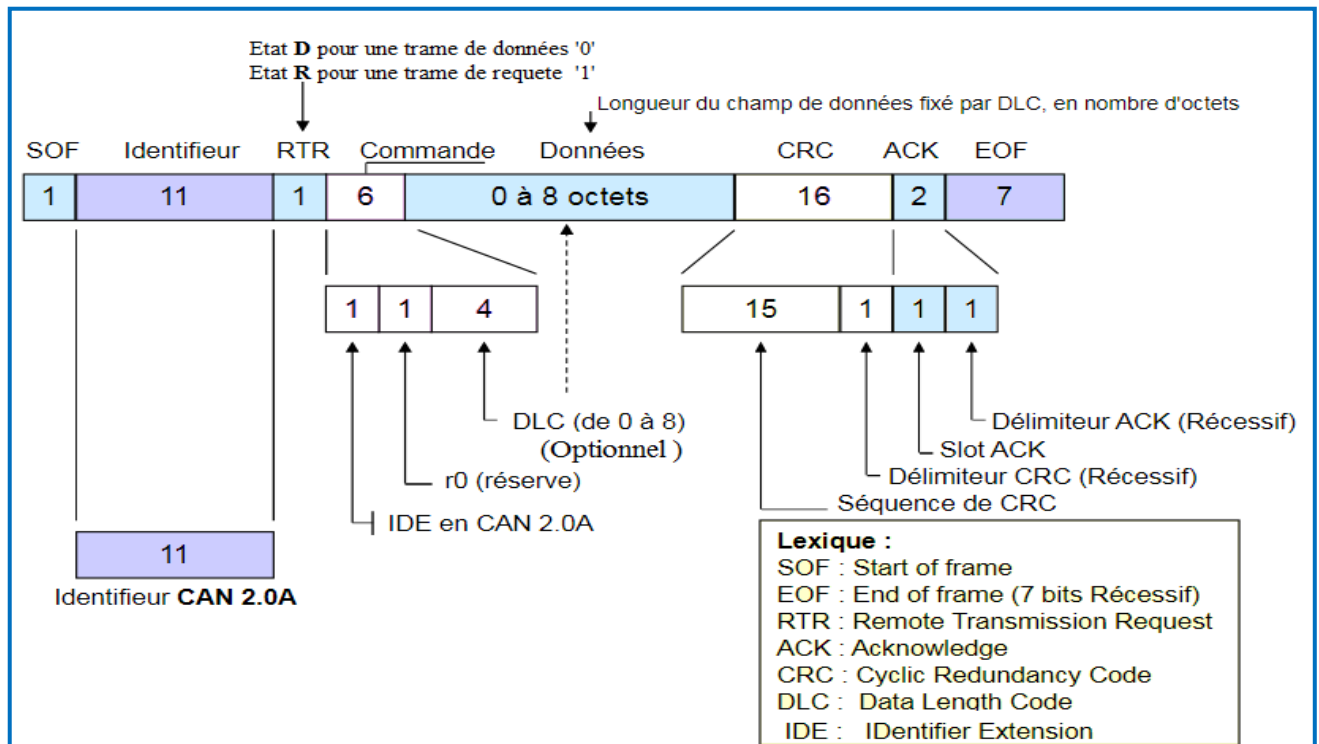 Etat D pour une trame de données '0'
Etat R pour une trame de requete '1'
Longueur du champ de données fixé par DLC, en nombre d'octets
SOF Identifieur RTR Commande Données CRC ACK EOF
1 11 1 6 0 à 8 octets 16 2 7
1 1 4 15 1 1 1
DLC (de 0 à 8)
(Optionnel )
Délimiteur ACK (Récessif)
Slot ACK
r0 (réserve)
Délimiteur CRC (Récessif)
Séquence de CRC
IDE en CAN 2.0A
11
Identifieur CAN 2.0A
Lexique :
SOF : Start of frame
EOF : End of frame (7 bits Récessif)
RTR : Remote Transmission Request
ACK : Acknowledge
CRC : Cyclic Redundancy Code
DLC : Data Length Code
IDE : IDentifier Extension